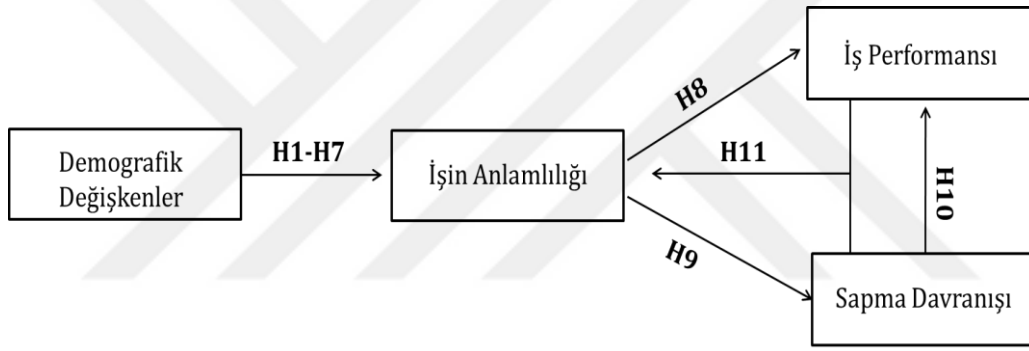 İş Performansı
H8
H1-H7
H11
Demografik
Değişkenler
İşin Anlamlılığı
H10
H9
Sapma Davranışı